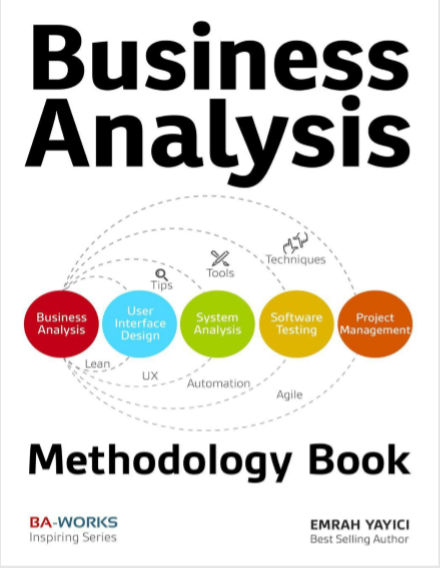 Business
Analysis
Techniques
Tools
Tips
Business
Analysis
User
Interface
Design
System
Analysis
Software
Testing
Project
Management
Lean
UX
Automation
Agile
Methodology Book
BA-WORKS
Inspiring Series
EMRAH YAYICI
Best Selling Author